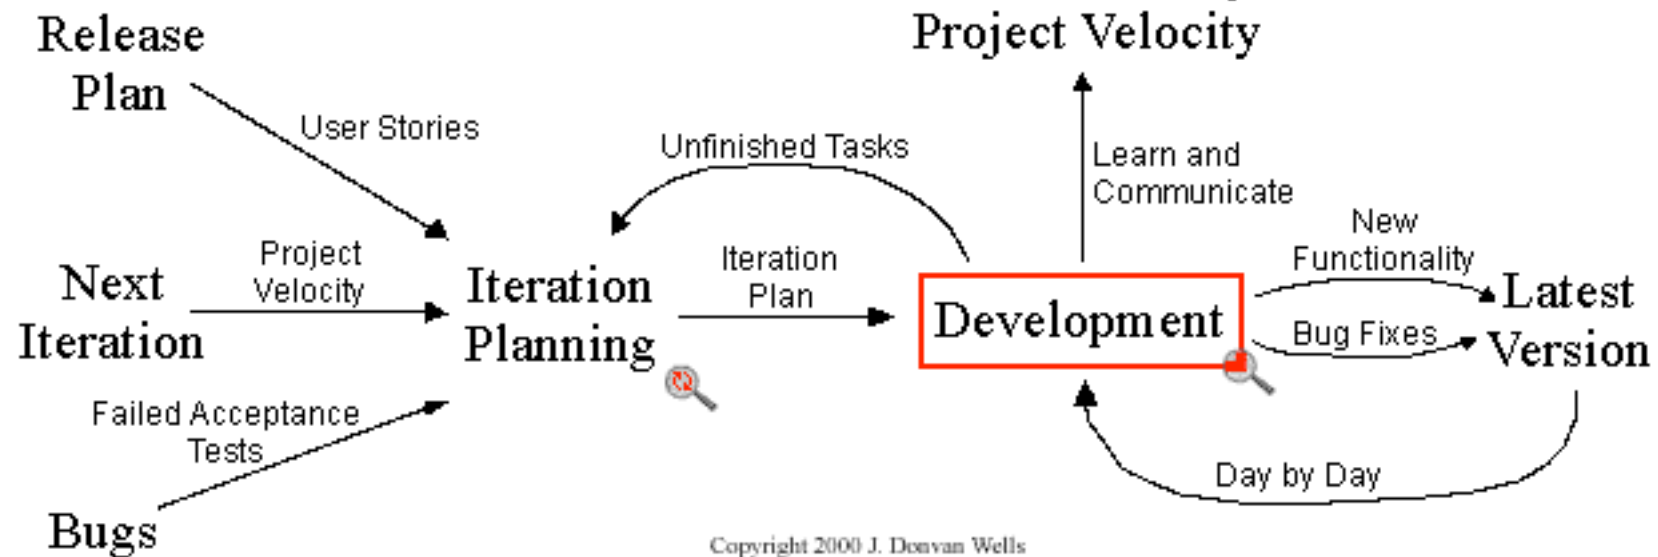 Release
Plan
User Stories
Project Velocity
Unfinished Tasks
Learn and
Communicate
Next
Iteration
Project
Velocity
Iteration
Planning
Iteration
Plan
Development
New
Functionality
Bug Fixes
Latest
Version
Failed Acceptance
Tests
Bugs
Day by Day
Copyright 2000 J. Donvan Wells